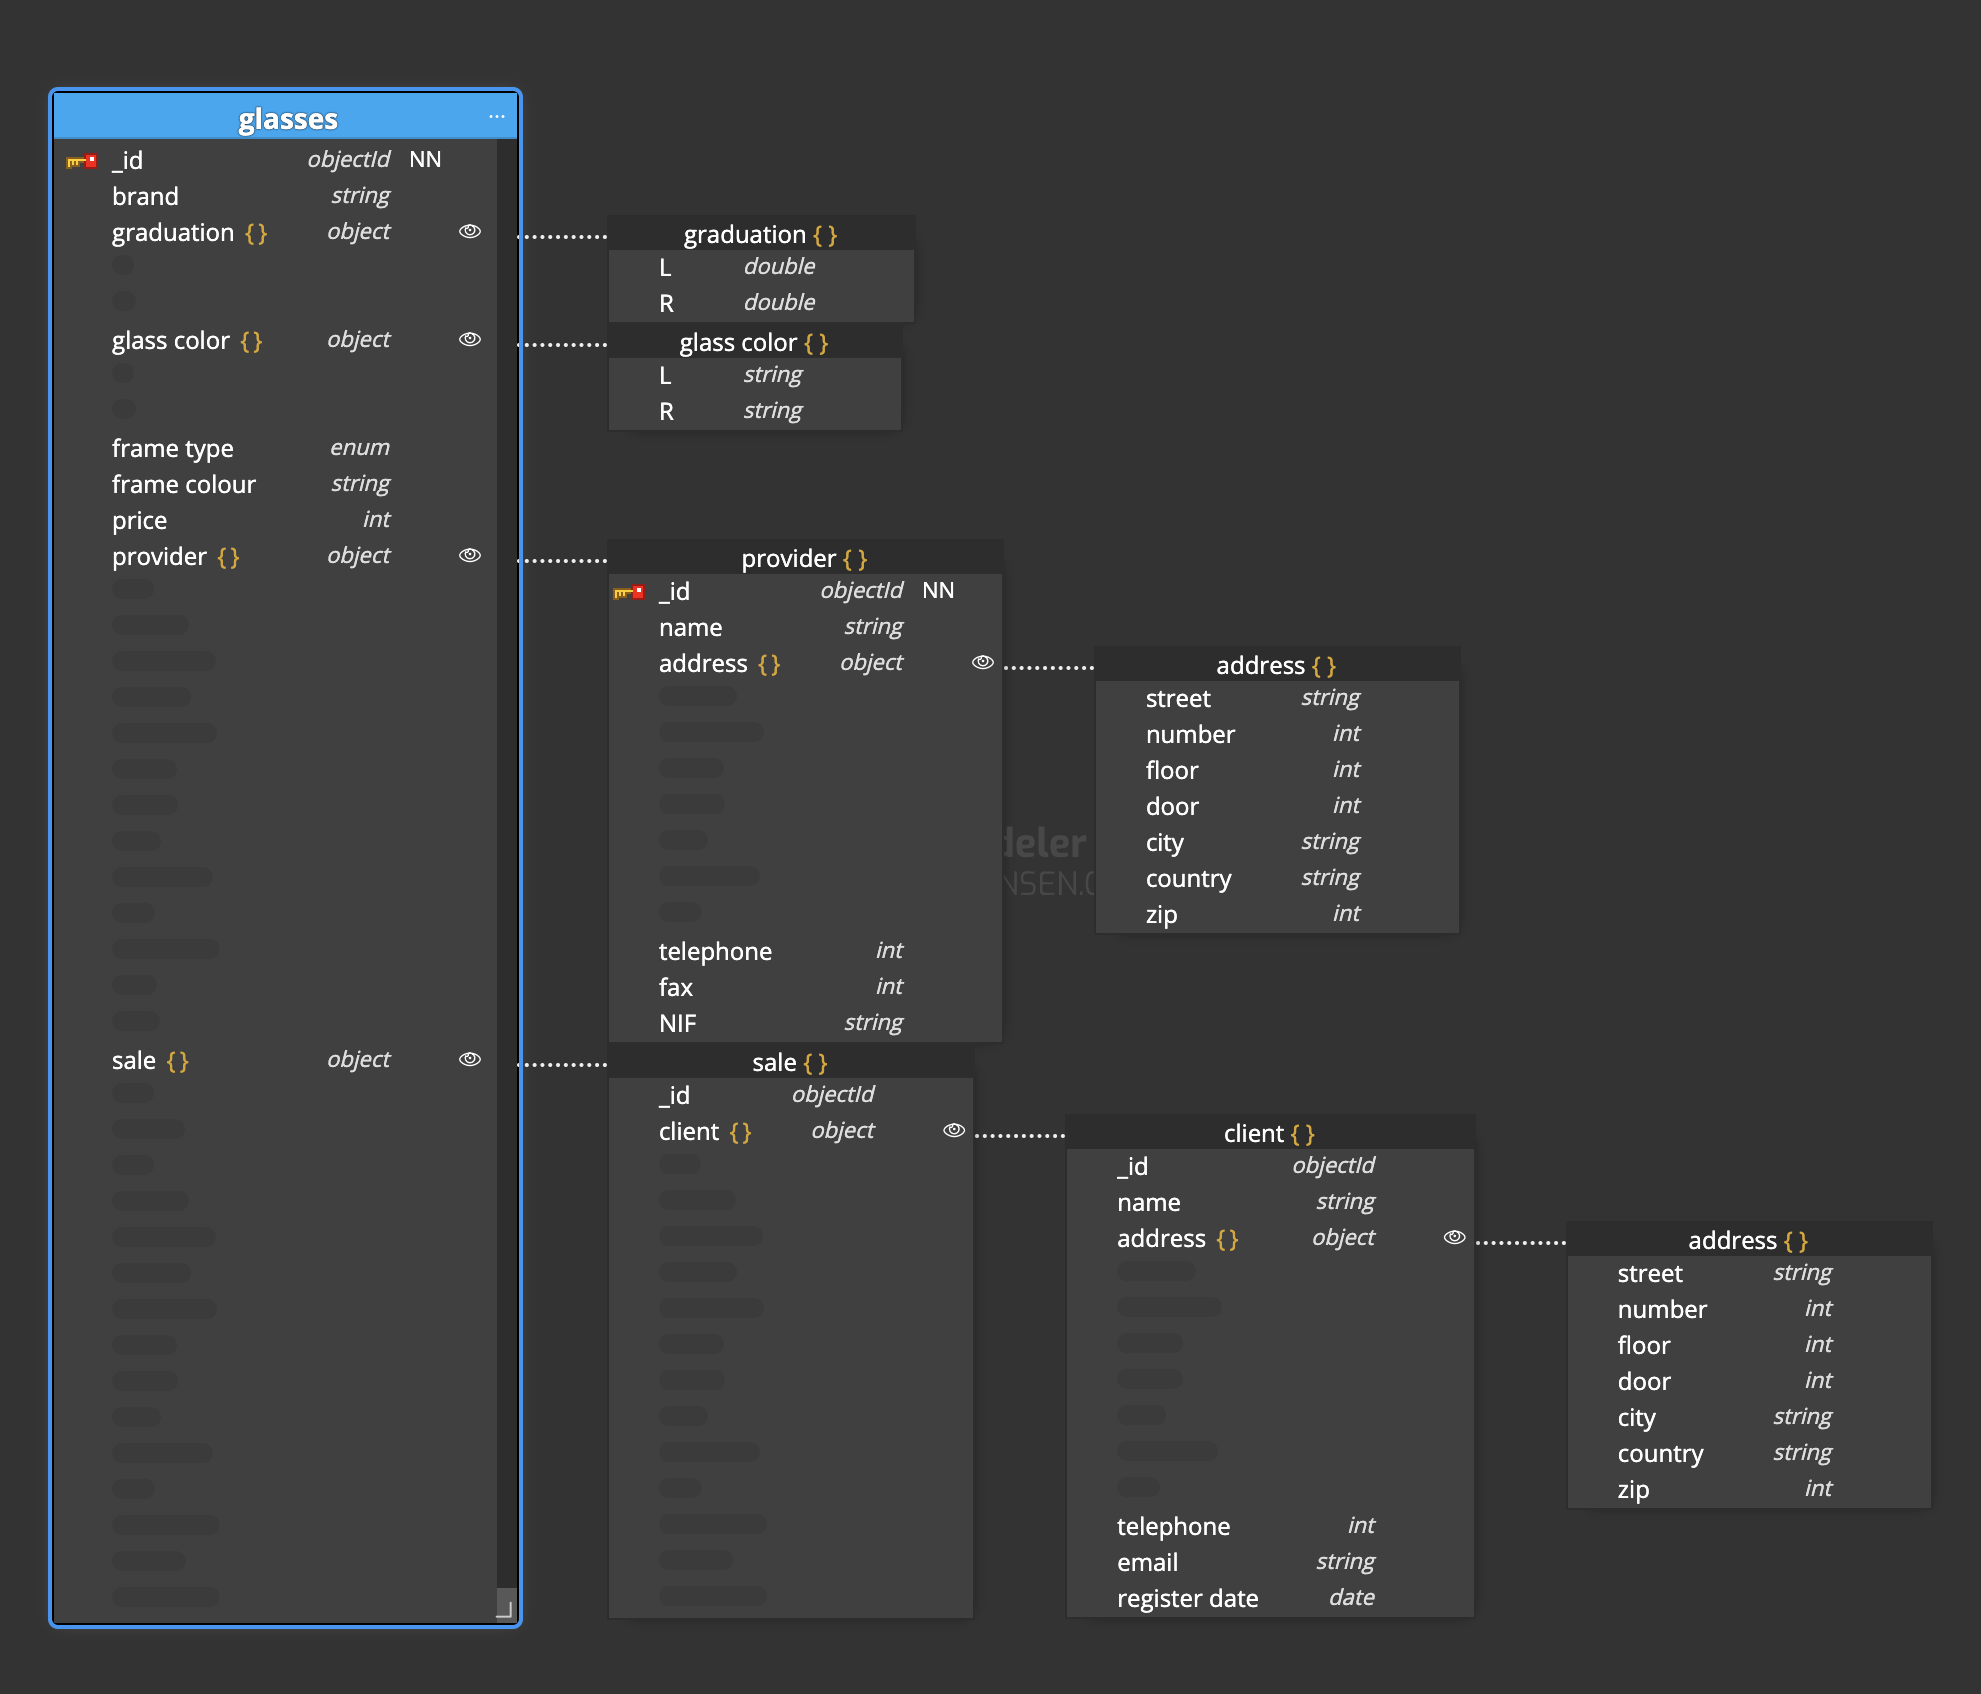 glasses ...
_id objectId NN
brand string
graduation {} object
glass color {} object
frame type enum
frame colour string
price int
provider {} object
sale {} object
graduation {}
L double
R double
glass color {}
L string
R string
provider {}
_id objectId NN
name string
address {} object
telephone int
fax int
NIF string
address {}
street string
number int
floor int
door int
city string
country string
zip int
sale {}
_id objectId
client {} object
client {}
_id objectId
name string
address {} object
telephone int
email string
register date date
address {}
street string
number int
floor int
door int
city string
country string
zip int